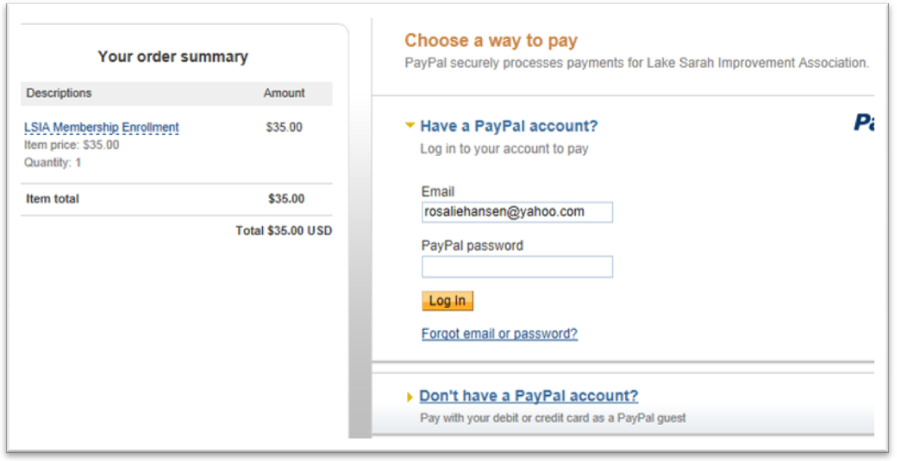 Your order summary
Descriptions Amount
LSIA Membership Enrollment $35.00
Item price: $35.00
Quantity: 1
Item total $35.00
Total $35.00 USD
Choose a way to pay
PayPal securely processes payments for Lake Sarah Improvement Association.
Have a PayPal account?
Pa
Log in to your account to pay
Email
rosaliehansen@yahoo.com
PayPal password
Log In
Forgot email or password?
Don't have a PayPal account?
Pay with your debit or credit card as a PayPal guest